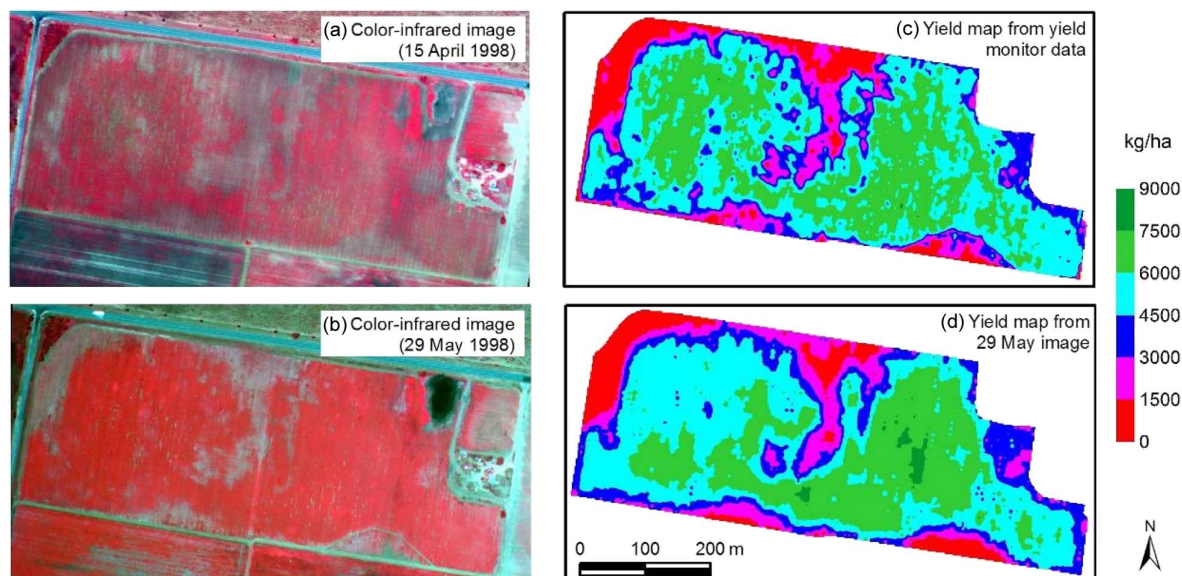 (a) Color-infrared image
(15 April 1998)
(c) Yield map from yield
monitor data
kg/ha
9000
7500
6000
4500
3000
1500
0
(b) Color-infrared image
(29 May 1998)
(d) Yield map from
29 May image
0 100 200 m
N